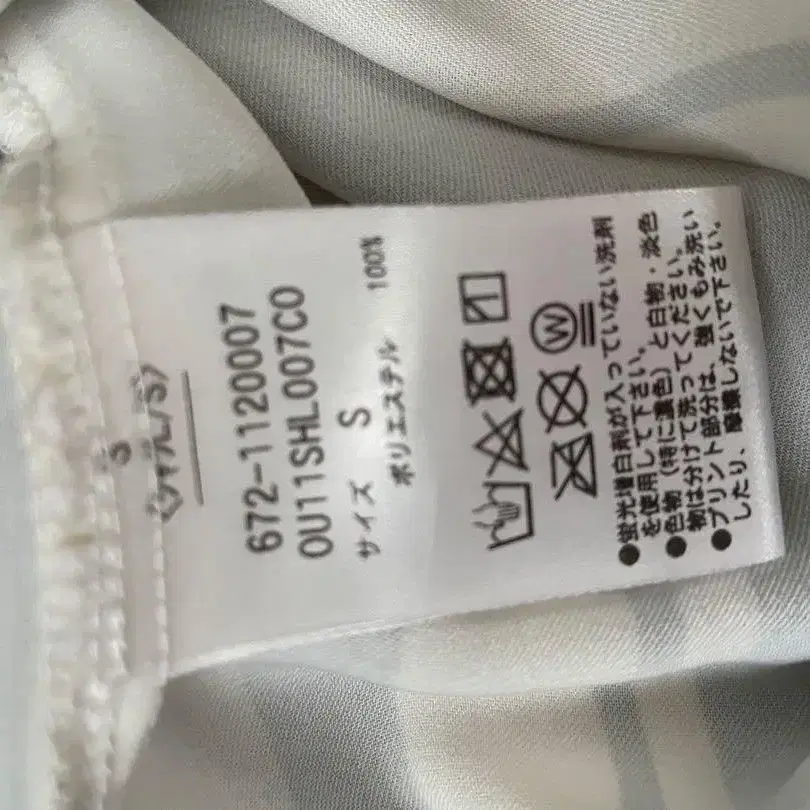 S
672-1120007
0U11SHL007C0
サイズ S
ポリエステル 100%
W
●蛍光増白剤が入っていない洗剤
を使用して下さい。
●色物(特に濃色)と白物・淡色
物は分けて洗ってください。
●プリント部分は、強くもみ洗い
したり、摩擦しないで下さい。